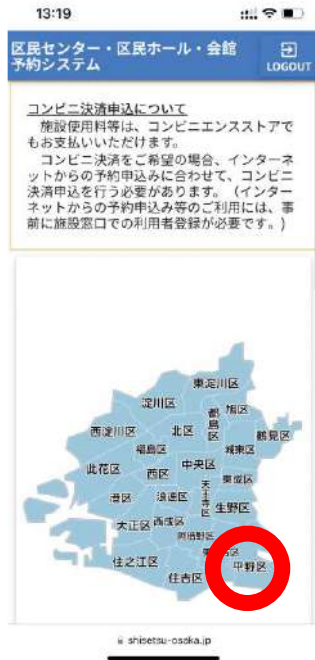 13:19
区民センター・区民ホール・会館
予約システム
LOGOUT
コンビニ決済申込について
施設使用料等は、コンビニエンスストアで
もお支払いいただけます。
コンビニ決済をご希望の場合、インターネ
ットからの予約申込みに合わせて、コンビニ
決済申込を行う必要があります。（インター
ネットからの予約申込み等のご利用には、事
前に施設窓口での利用者登録が必要です。)
東淀川区
淀川区
都島区
旭区
西淀川区
北区
鶴見区
福島区
城東区
此花区
西区
中央区
東成区
港区
浪速区
天王寺区
生野区
大正区
西成区
阿倍野区
住之江区
平野区
住吉区
shisetsu-osaka.jp